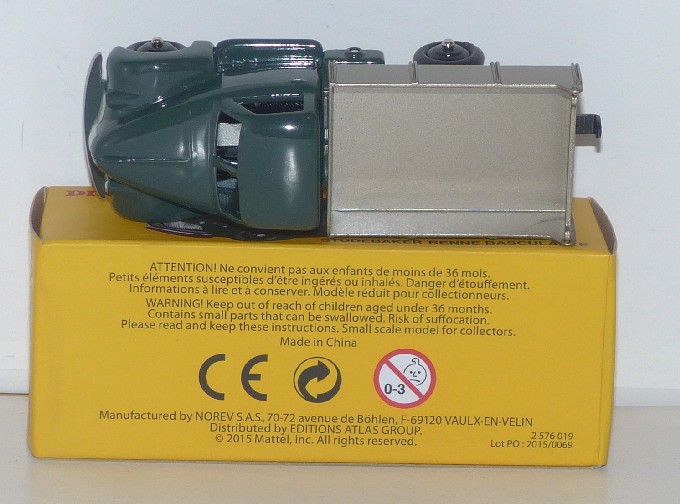 STUDEBAKER BENNE BASCULA
ATTENTION! Ne convient pas aux enfants de moins de 36 mois.
Petits éléments susceptibles d'être ingérés ou inhalés. Danger d'étouffement.
Informations à lire et à conserver. Modèle réduit pour collectionneurs.
WARNING! Keep out of reach of children aged under 36 months.
Contains small parts that can be swallowed. Risk of suffocation.
Please read and keep these instructions. Small scale model for collectors.
Made in China
CE
0-3
Manufactured by NOREV S.A.S., 70-72 avenue de Böhlen, F-69120 VAULX-EN-VELIN
Distributed by EDITIONS ATLAS GROUP.
© 2015 Mattel, Inc. All rights reserved.
2 576 019
Lot PO : 2015/0069